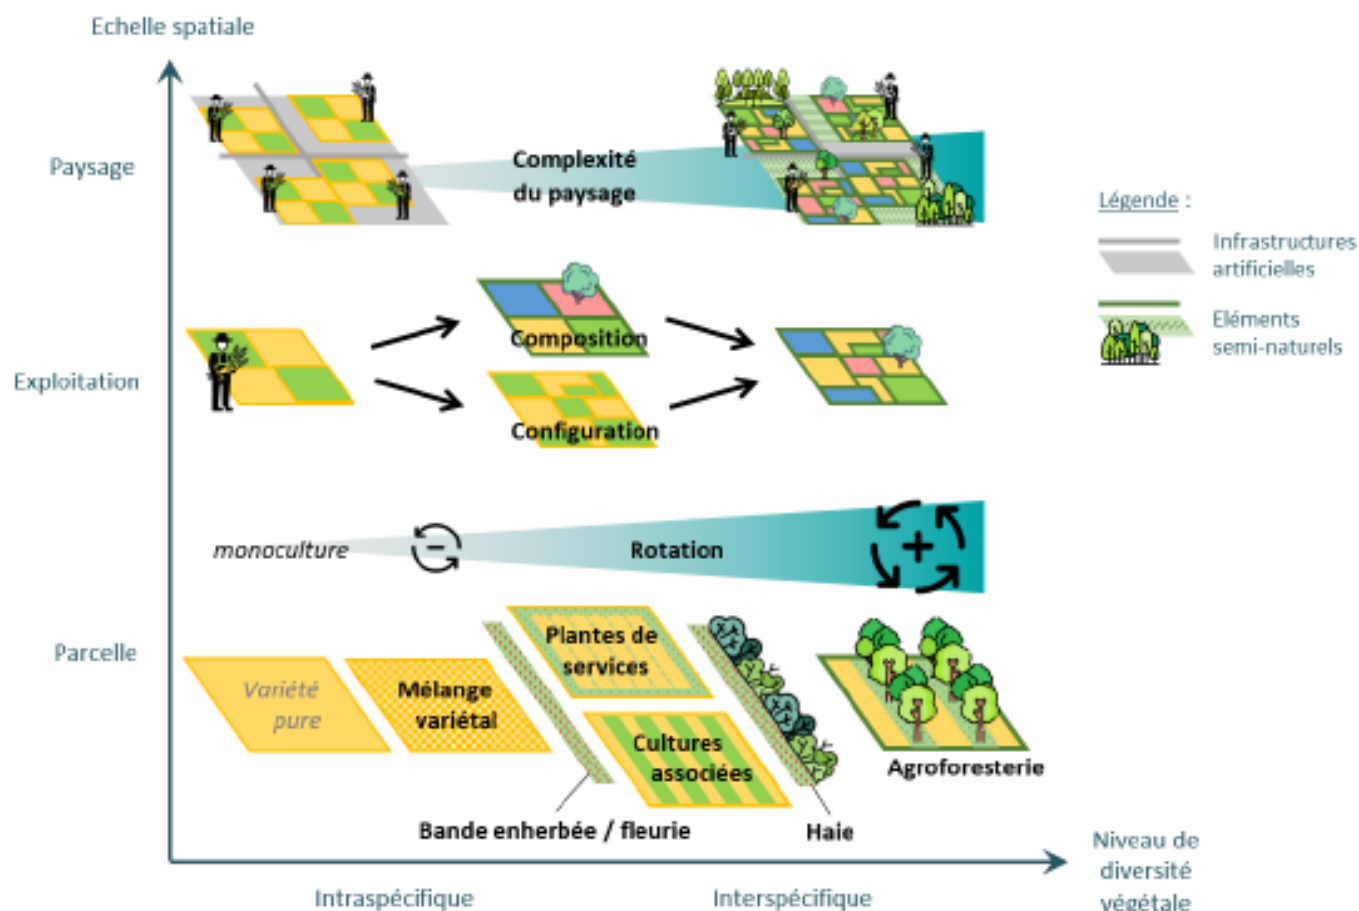 Echelle spatiale
Paysage
Complexité
du paysage
Légende :
Infrastructures
artificielles
Eléments
semi-naturels
Exploitation
Composition
Configuration
monoculture
Rotation
Parcelle
Variété
pure
Mélange
variétal
Plantes de
services
Cultures
associées
Agroforesterie
Bande enherbée / fleurie
Haie
Intraspécifique
Interspécifique
Niveau de
diversité
végétale